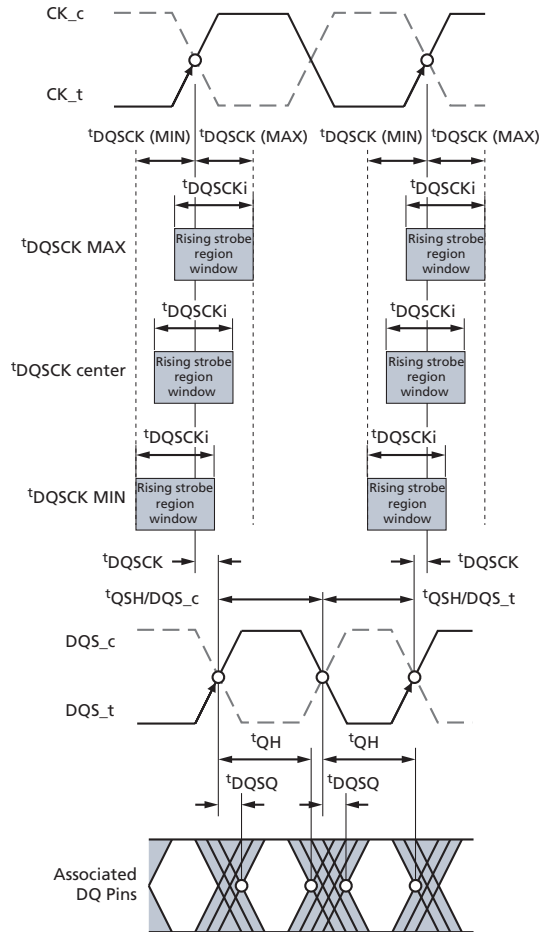 CK_c
CK_t
tDQSCK (MIN) tDQSCK (MAX) tDQSCK (MIN) tDQSCK (MAX)
tDQSCKi tDQSCKi
tDQSCK MAX
Rising strobe
region
window
Rising strobe
region
window
tDQSCKi tDQSCKi
tDQSCK center
Rising strobe
region
window
Rising strobe
region
window
tDQSCKi tDQSCKi
tDQSCK MIN
Rising strobe
region
window
Rising strobe
region
window
tDQSCK tDQSCK
tQSH/DQS_c tQSH/DQS_t
DQS_c
DQS_t
tQH tQH
tDQSQ tDQSQ
Associated
DQ Pins